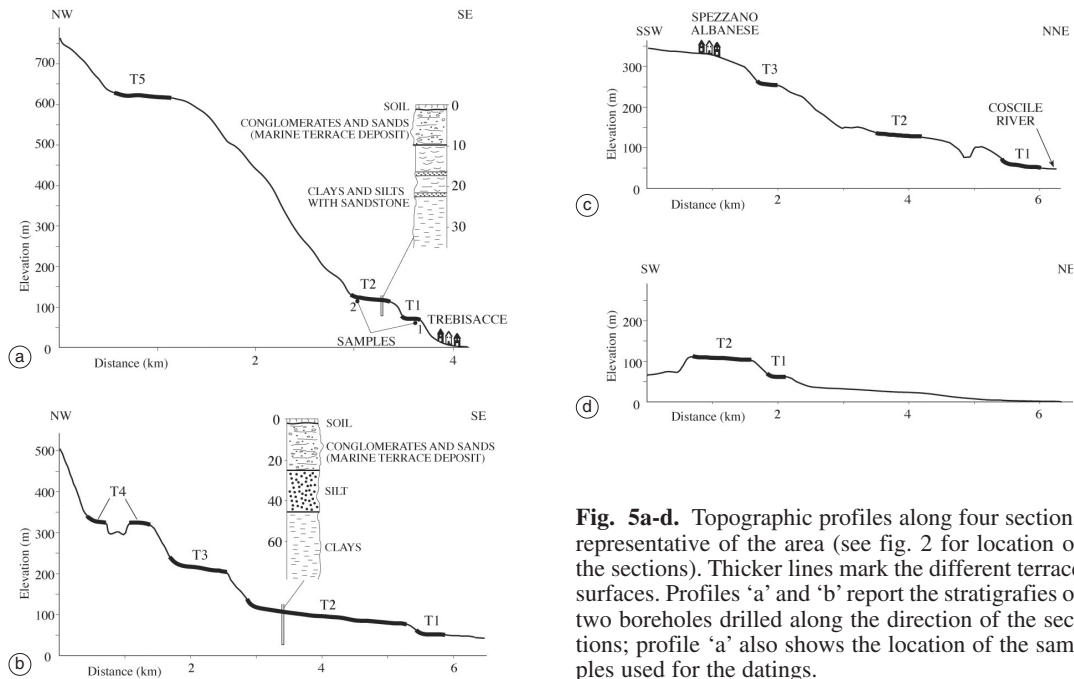 NW
SE
700
600
500
400
300
200
100
0
Elevation (m)
T5
SOIL
CONGLOMERATES AND SANDS
(MARINE TERRACE DEPOSIT)
CLAYS AND SILTS
WITH SANDSTONE
0
10
20
30
T2
2
T1
1
TREBISACCE
SAMPLES
a
Distance (km)
2
4
NW
SE
500
400
300
200
100
0
Elevation (m)
T4
T3
0
20
40
60
SOIL
CONGLOMERATES AND SANDS
(MARINE TERRACE DEPOSIT)
SILT
CLAYS
T2
T1
b
Distance (km)
2
4
6
SSW
SPEZZANO
ALBANESE
NNE
300
200
100
0
Elevation (m)
T3
T2
COSCILE
RIVER
T1
c
Distance (km)
2
4
6
SW
NE
200
100
0
Elevation (m)
T2
T1
d
Distance (km)
2
4
6
Fig. 5a-d. Topographic profiles along four section
representative of the area (see fig. 2 for location o
the sections). Thicker lines mark the different terrace
surfaces. Profiles ‘a’ and ‘b’ report the stratigrafies o
two boreholes drilled along the direction of the sec
tions; profile ‘a’ also shows the location of the sam
ples used for the datings.